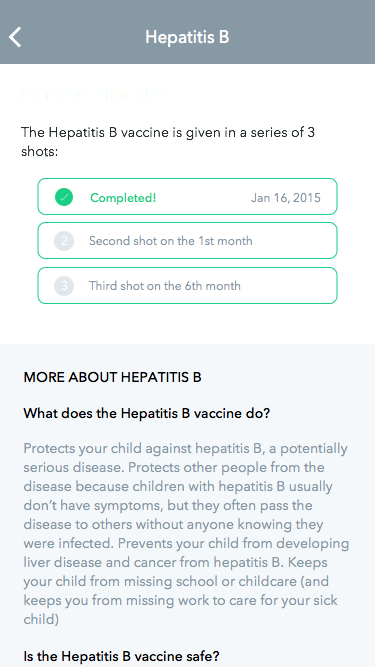 Hepatitis B
The Hepatitis B vaccine is given in a series of 3
shots:
Completed! Jan 16, 2015
2 Second shot on the 1st month
3 Third shot on the 6th month
MORE ABOUT HEPATITIS B
What does the Hepatitis B vaccine do?
Protects your child against hepatitis B, a potentially
serious disease. Protects other people from the
disease because children with hepatitis B usually
don’t have symptoms, but they often pass the
disease to others without anyone knowing they
were infected. Prevents your child from developing
liver disease and cancer from hepatitis B. Keeps
your child from missing school or childcare (and
keeps you from missing work to care for your sick
child)
Is the Hepatitis B vaccine safe?